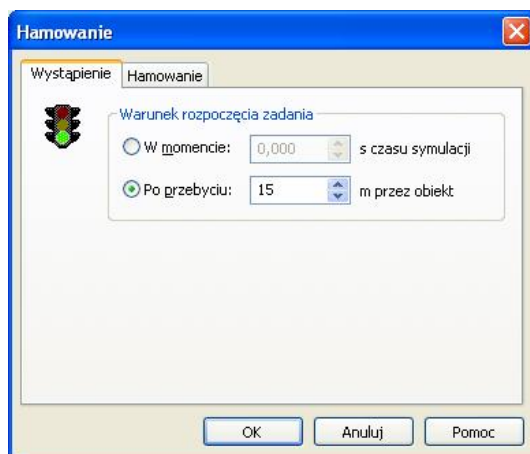 Hamowanie
Wystąpienie Hamowanie
Warunek rozpoczęcia zadania
W momencie: 0,000 s czasu symulacji
Po przebyciu: 15 m przez obiekt
OK Anuluj Pomoc